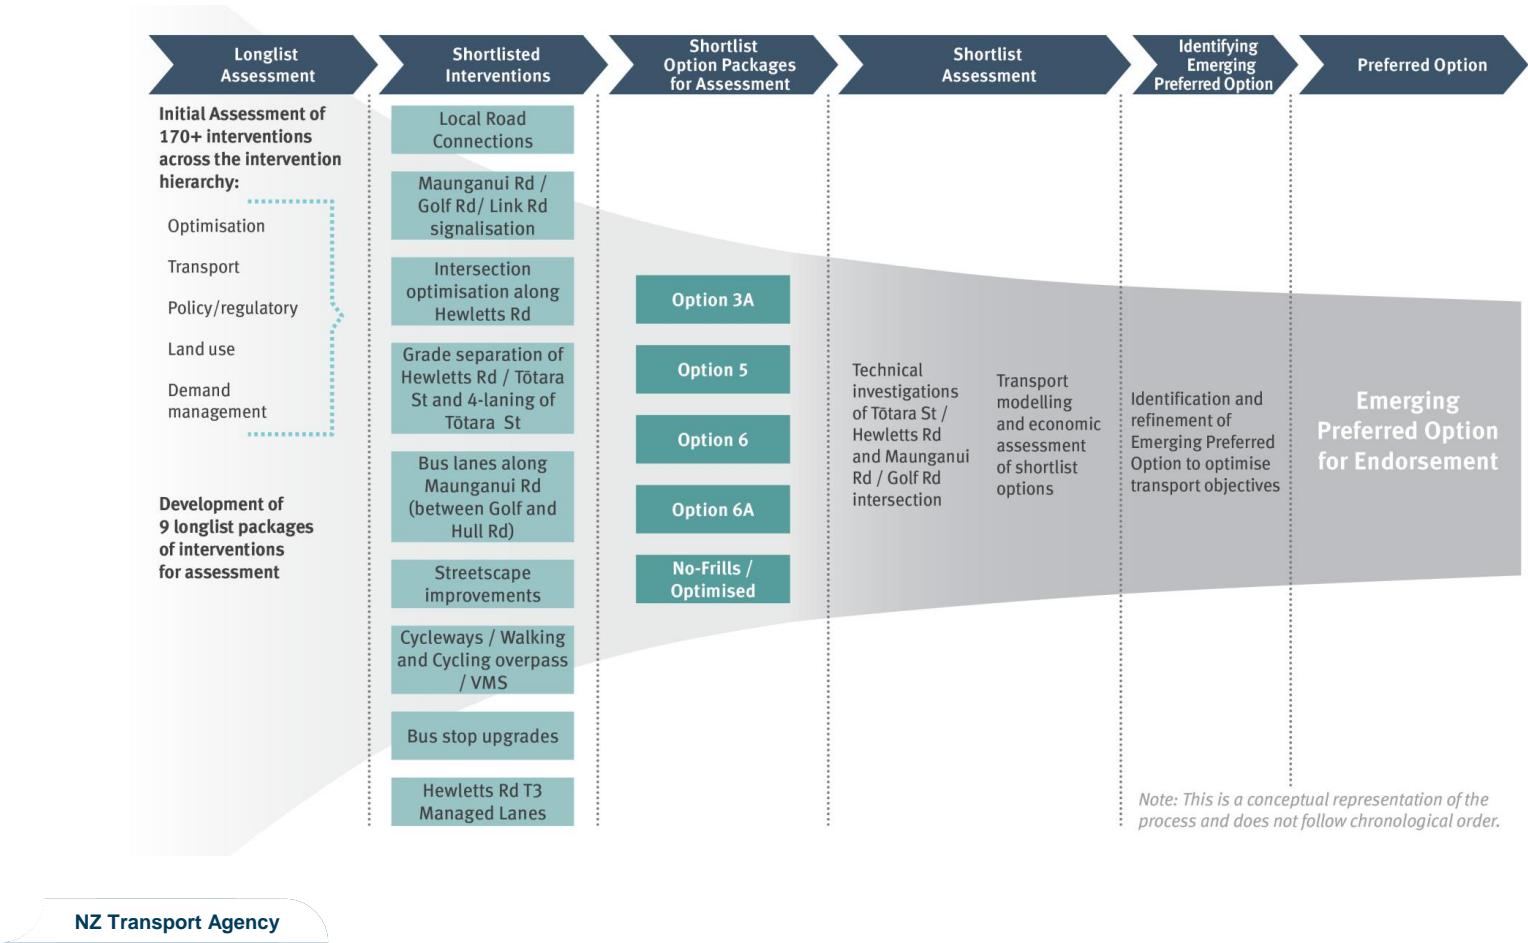 Longlist
Assessment
Shortlisted
Interventions
Shortlist
Option Packages
for Assessment
Shortlist
Assessment
Identifying
Emerging
Preferred Option
Preferred Option
Initial Assessment of
170+ interventions
across the intervention
hierarchy:
Optimisation
Transport
Policy/regulatory
Land use
Demand
management
Development of
9 longlist packages
of interventions
for assessment
Local Road
Connections
Maunganui Rd /
Golf Rd/ Link Rd
signalisation
Intersection
optimisation along
Hewletts Rd
Grade separation of
Hewletts Rd / Tōtara
St and 4-laning of
Tōtara St
Bus lanes along
Maunganui Rd
(between Golf and
Hull Rd)
Streetscape
improvements
Cycleways / Walking
and Cycling overpass
/ VMS
Bus stop upgrades
Hewletts Rd T3
Managed Lanes
Option 3A
Option 5
Option 6
Option 6A
No-Frills /
Optimised
Technical
investigations
of Tōtara St /
Hewletts Rd
and Maunganui
Rd / Golf Rd
intersection
Transport
modelling
and economic
assessment
of shortlist
options
Identification and
refinement of
Emerging Preferred
Option to optimise
transport objectives
Emerging
Preferred Option
for Endorsement
Note: This is a conceptual representation of the
process and does not follow chronological order.
NZ Transport Agency